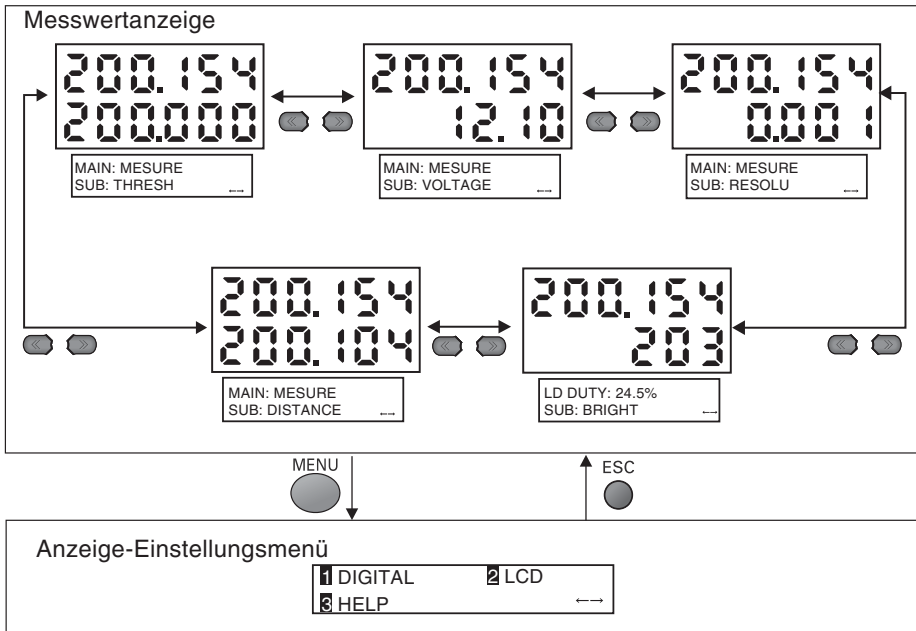 Messwertanzeige
200.154
200.000
MAIN: MESURE
SUB: THRESH ←→
200.154
12.10
MAIN: MESURE
SUB: VOLTAGE ←→
200.154
0.001
MAIN: MESURE
SUB: RESOLU ←→
200.154
200.104
MAIN: MESURE
SUB: DISTANCE ←→
200.154
203
LD DUTY: 24.5%
SUB: BRIGHT ←→
MENU
ESC
Anzeige-Einstellungsmenü
1 DIGITAL 2 LCD
3 HELP ←→